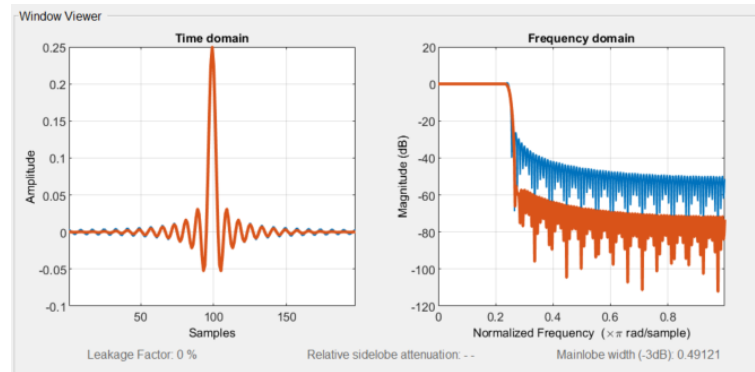 Window Viewer
Time domain
Frequency domain
0.25
0.2
0.15
0.1
0.05
0
-0.05
-0.1
Amplitude
50
100
150
Samples
20
0
-20
-40
-60
-80
-100
-120
Magnitude (dB)
0
0.2
0.4
0.6
0.8
Normalized Frequency (×π rad/sample)
Leakage Factor: 0 %
Relative sidelobe attenuation: - -
Mainlobe width (-3dB): 0.49121